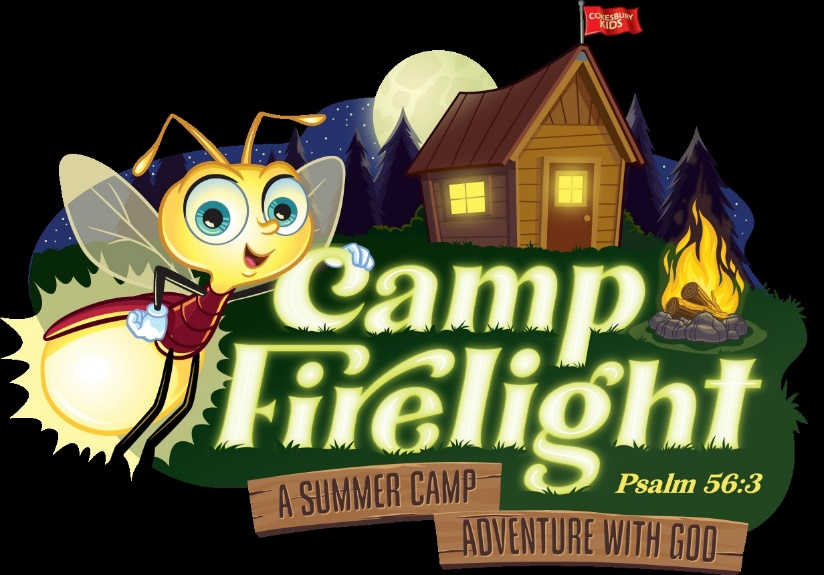 COKESBURY
KIDS
Camp
Firelight
Psalm 56:3
A SUMMER CAMP
ADVENTURE WITH GOD